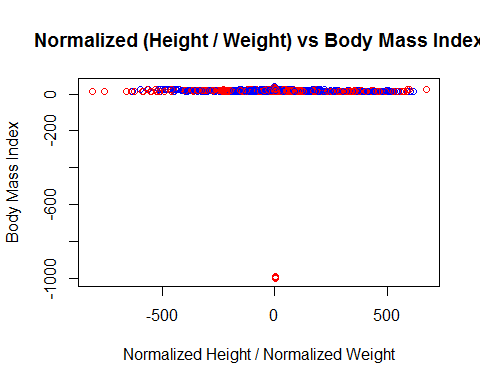 Normalized (Height / Weight) vs Body Mass Index
0
-200
-600
-1000
Body Mass Index
-500
0
500
Normalized Height / Normalized Weight